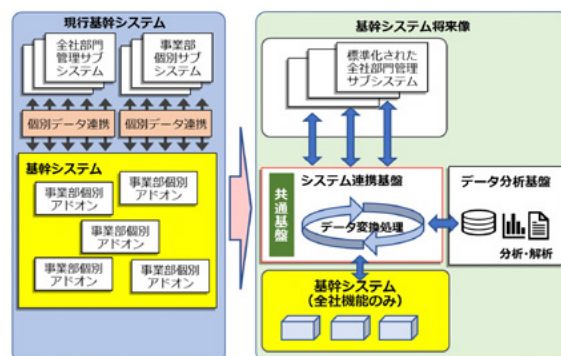 現行基幹システム
全社部門
管理サブ
システム
事業部
個別サブ
システム
個別データ連携
個別データ連携
基幹システム
事業部個別
アドオン
事業部個別
アドオン
事業部個別
アドオン
事業部個別
アドオン
事業部個別
アドオン
基幹システム将来像
標準化された
全社部門管理
サブシステム
システム連携基盤
共通基盤
データ変換処理
データ分析基盤
分析・解析
基幹システム
(全社機能のみ)